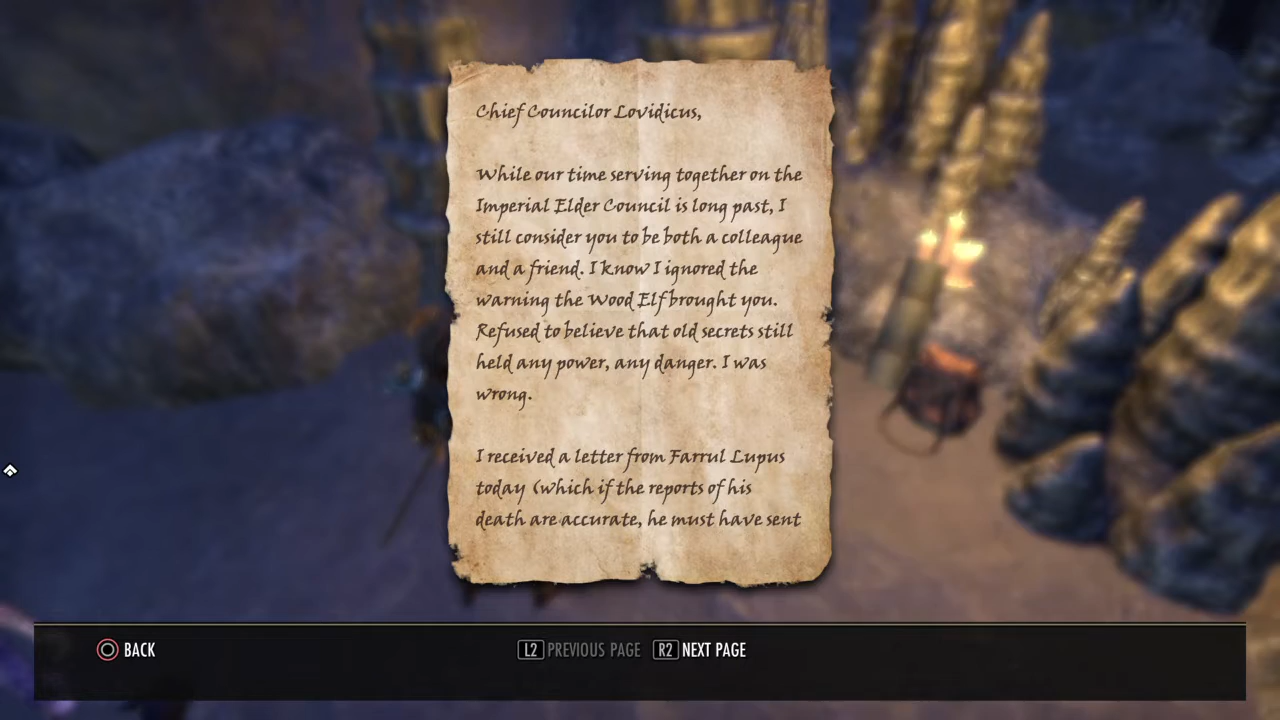 Chief Councilor Lovidicus,
While our time serving together on the
Imperial Elder Council is long past, I
still consider you to be both a colleague
and a friend. I know I ignored the
warning the Wood Elf brought you.
Refused to believe that old secrets still
held any power, any danger. I was
wrong.
I received a letter from Farrul Lupus
today (which if the reports of his
death are accurate, he must have sent
BACK
L2 PREVIOUS PAGE R2 NEXT PAGE